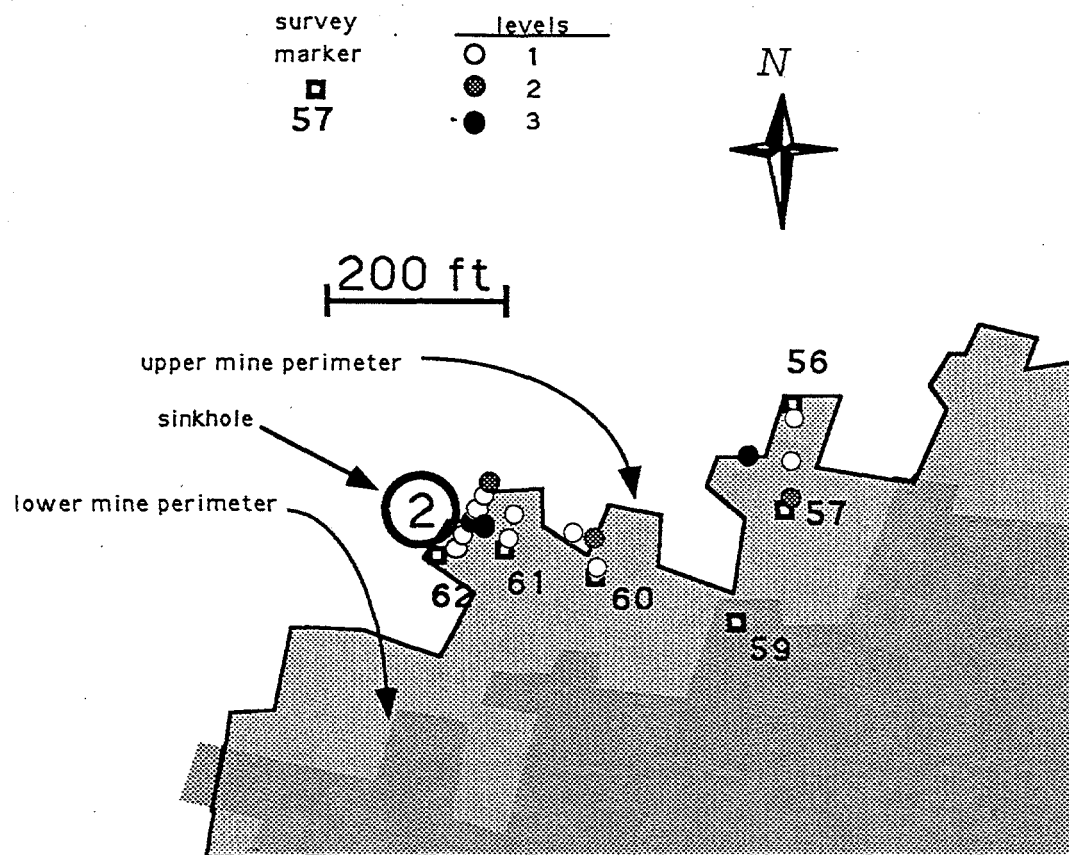 survey
marker
57
levels
1
2
3
N
200 ft
upper mine perimeter
56
sinkhole
2
lower mine perimeter
57
61
62
60
59